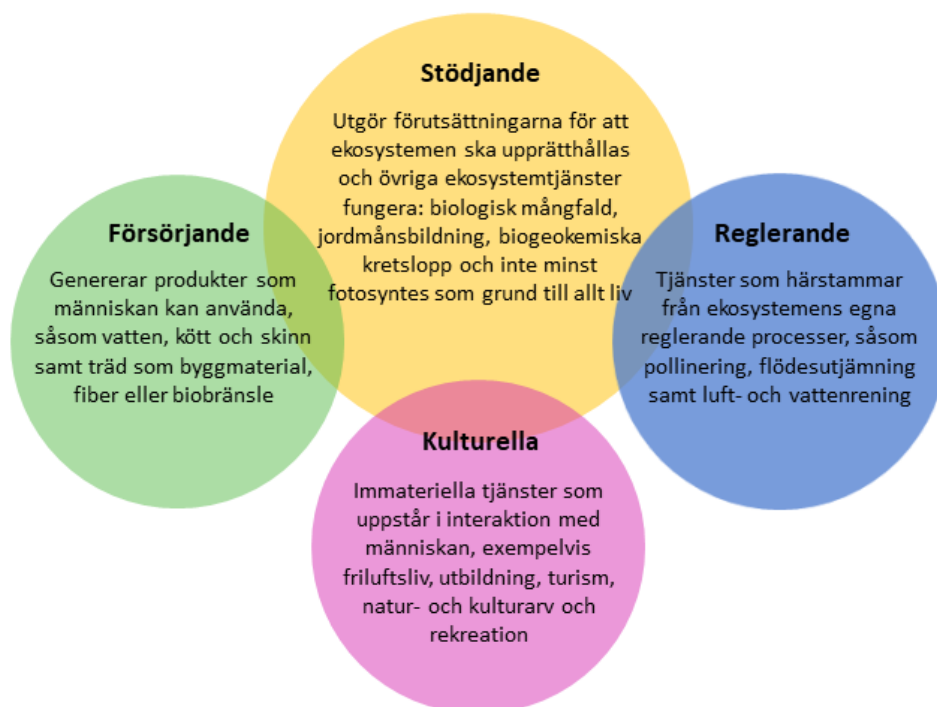 Stödjande
Utgör förutsättningarna för att
ekosystemen ska upprätthållas
och övriga ekosystemtjänster
fungera: biologisk mångfald,
jordmånsbildning, biogeokemiska
kretslopp och inte minst
fotosyntes som grund till allt liv
Försörjande
Genererar produkter som
människan kan använda,
såsom vatten, kött och skinn
samt träd som byggmaterial,
fiber eller biobränsle
Reglerande
Tjänster som härstammar
från ekosystemens egna
reglerande processer, såsom
pollinering, flödesutjämning
samt luft- och vattenrening
Kulturella
Immateriella tjänster som
uppstår i interaktion med
människan, exempelvis
friluftsliv, utbildning, turism,
natur- och kulturarv och
rekreation